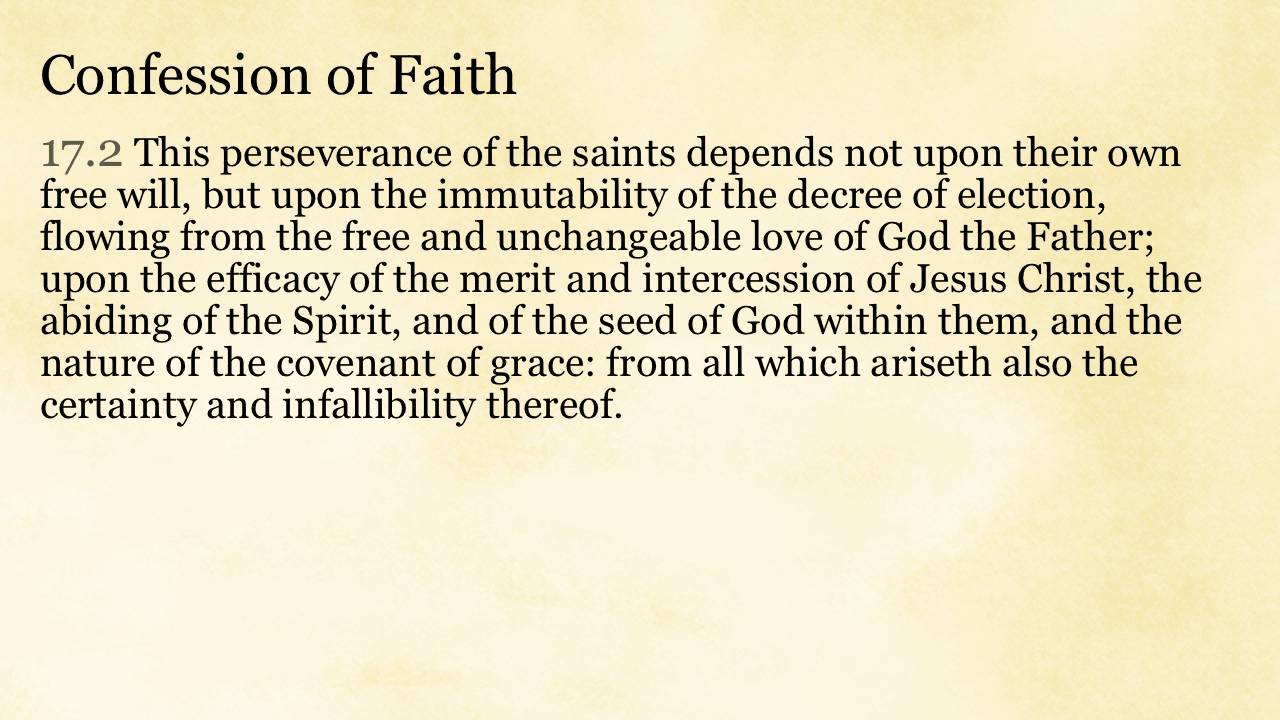 Confession of Faith
17.2 This perseverance of the saints depends not upon their own
free will, but upon the immutability of the decree of election,
flowing from the free and unchangeable love of God the Father;
upon the efficacy of the merit and intercession of Jesus Christ, the
abiding of the Spirit, and of the seed of God within them, and the
nature of the covenant of grace: from all which ariseth also the
certainty and infallibility thereof.